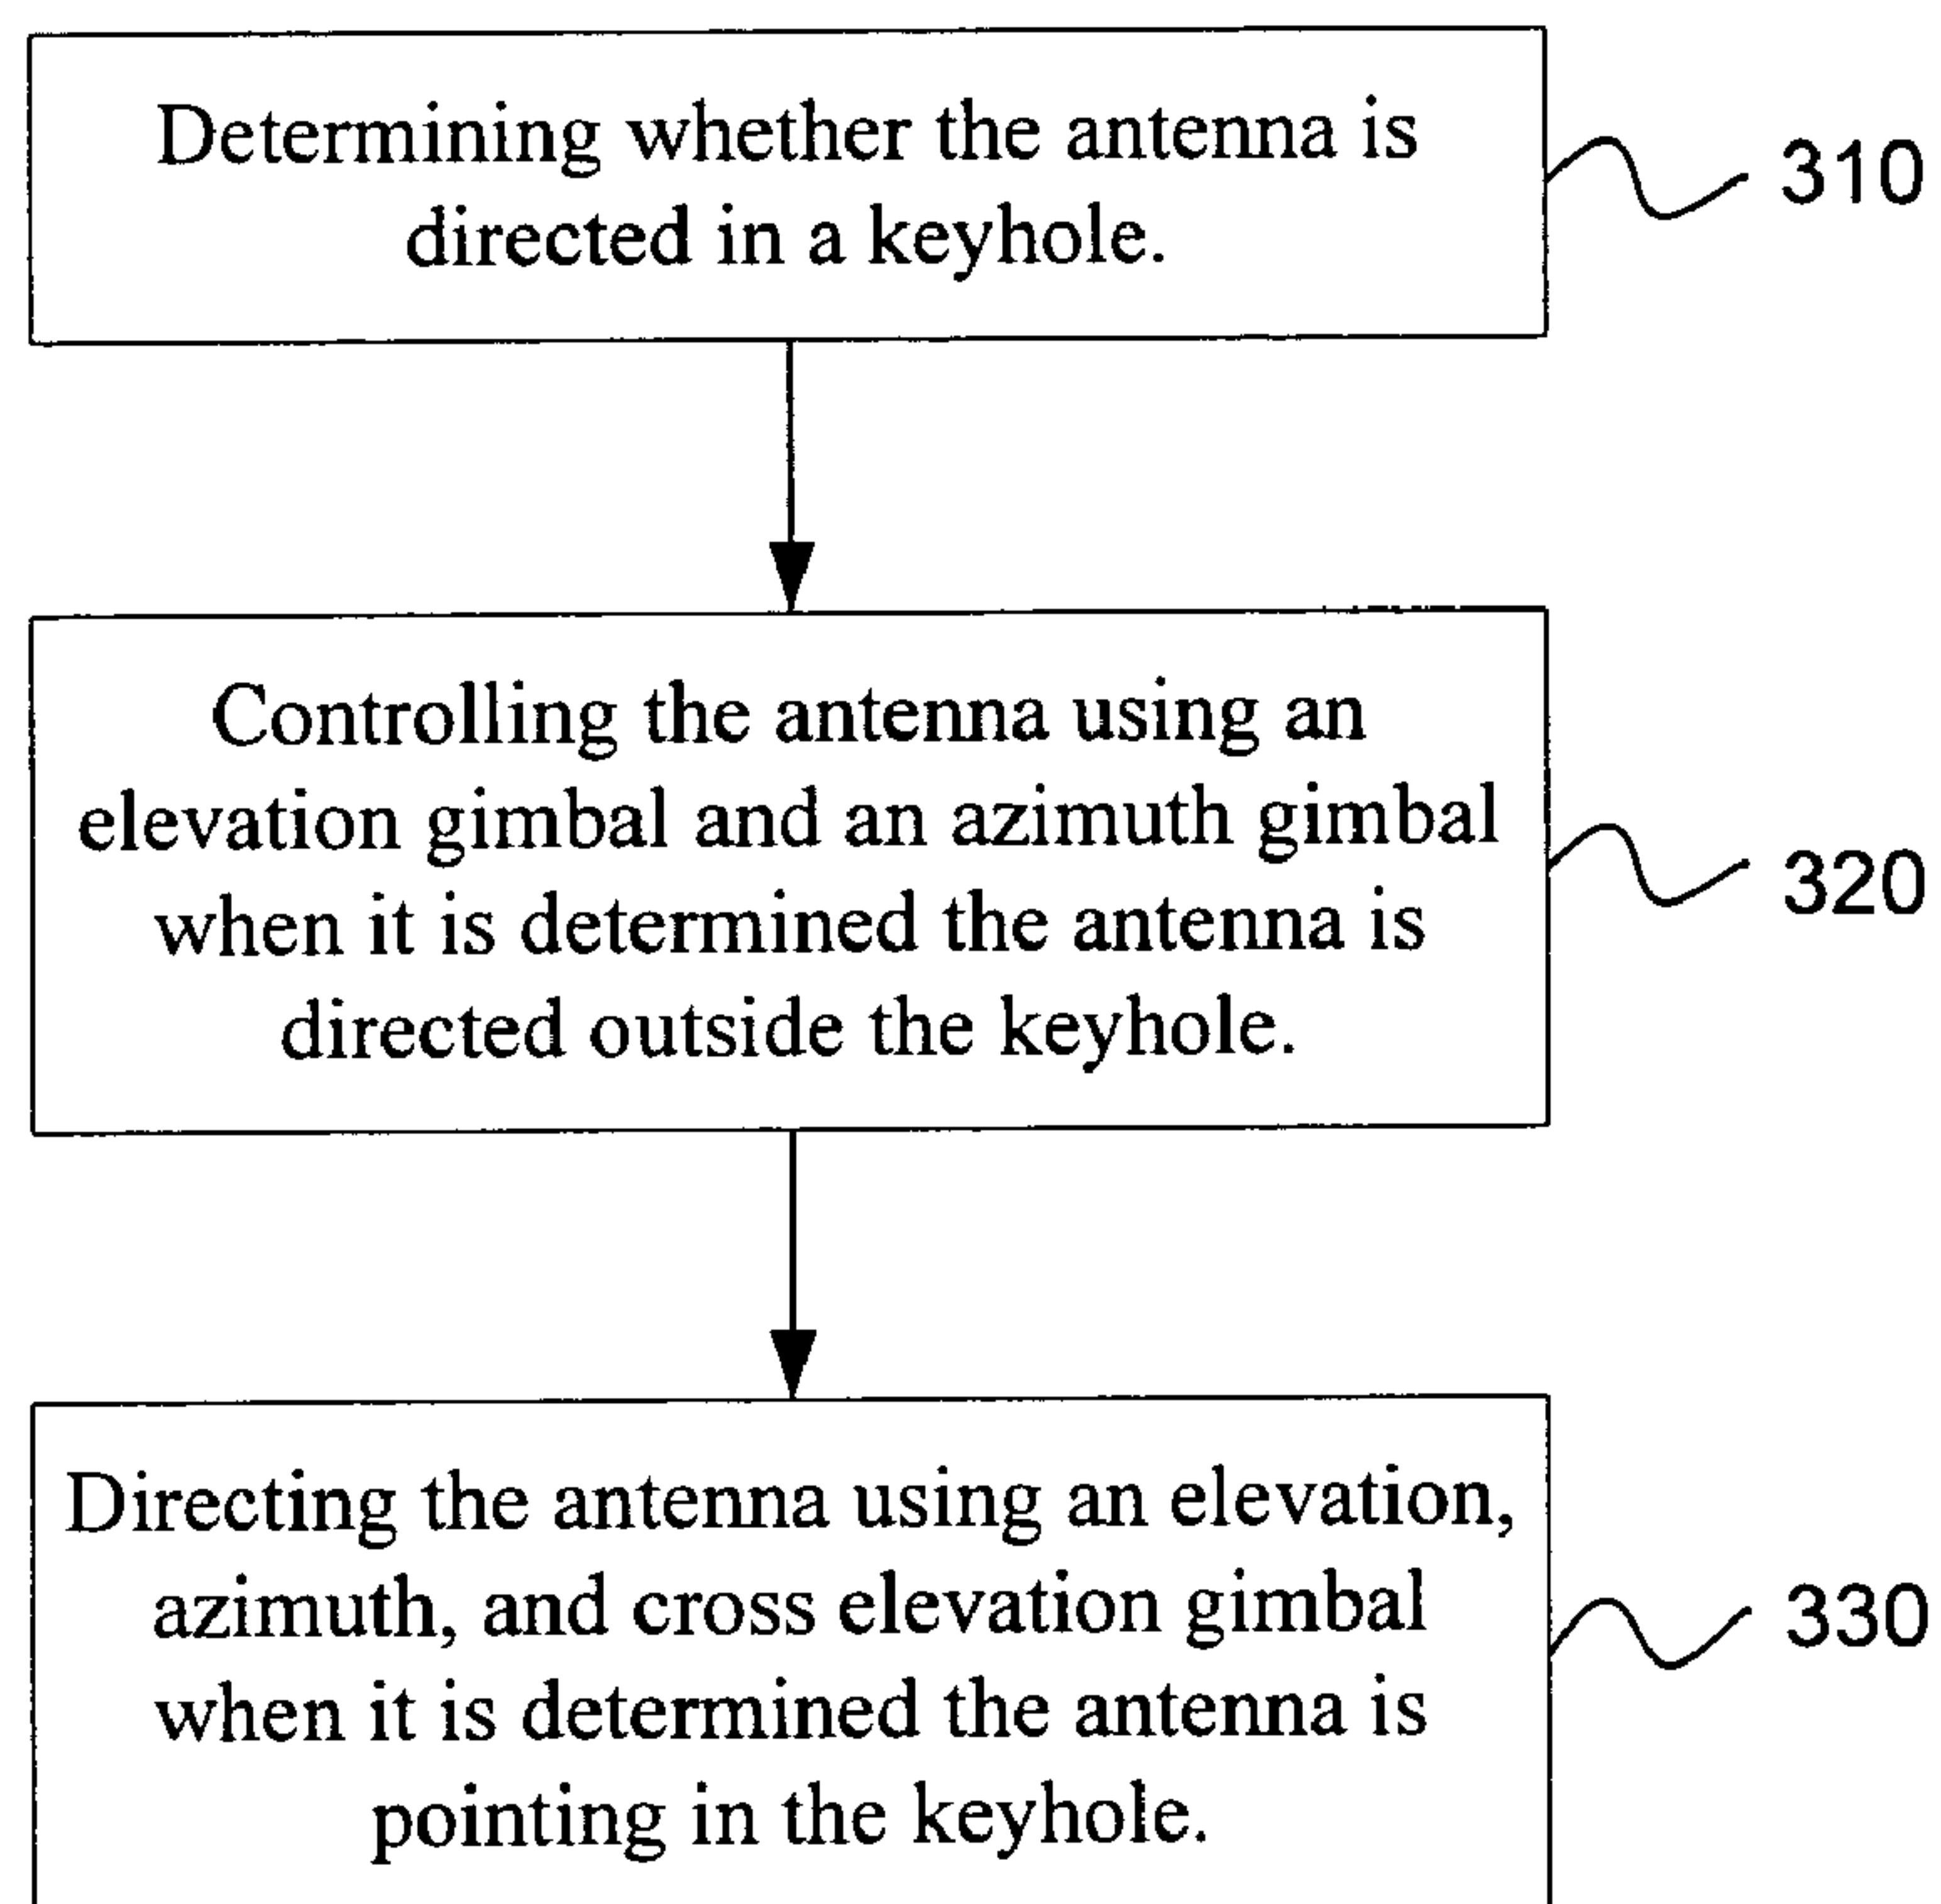 Determining whether the antenna is
directed in a keyhole.
310
Controlling the antenna using an
elevation gimbal and an azimuth gimbal
when it is determined the antenna is
directed outside the keyhole.
320
Directing the antenna using an elevation,
azimuth, and cross elevation gimbal
when it is determined the antenna is
pointing in the keyhole.
330